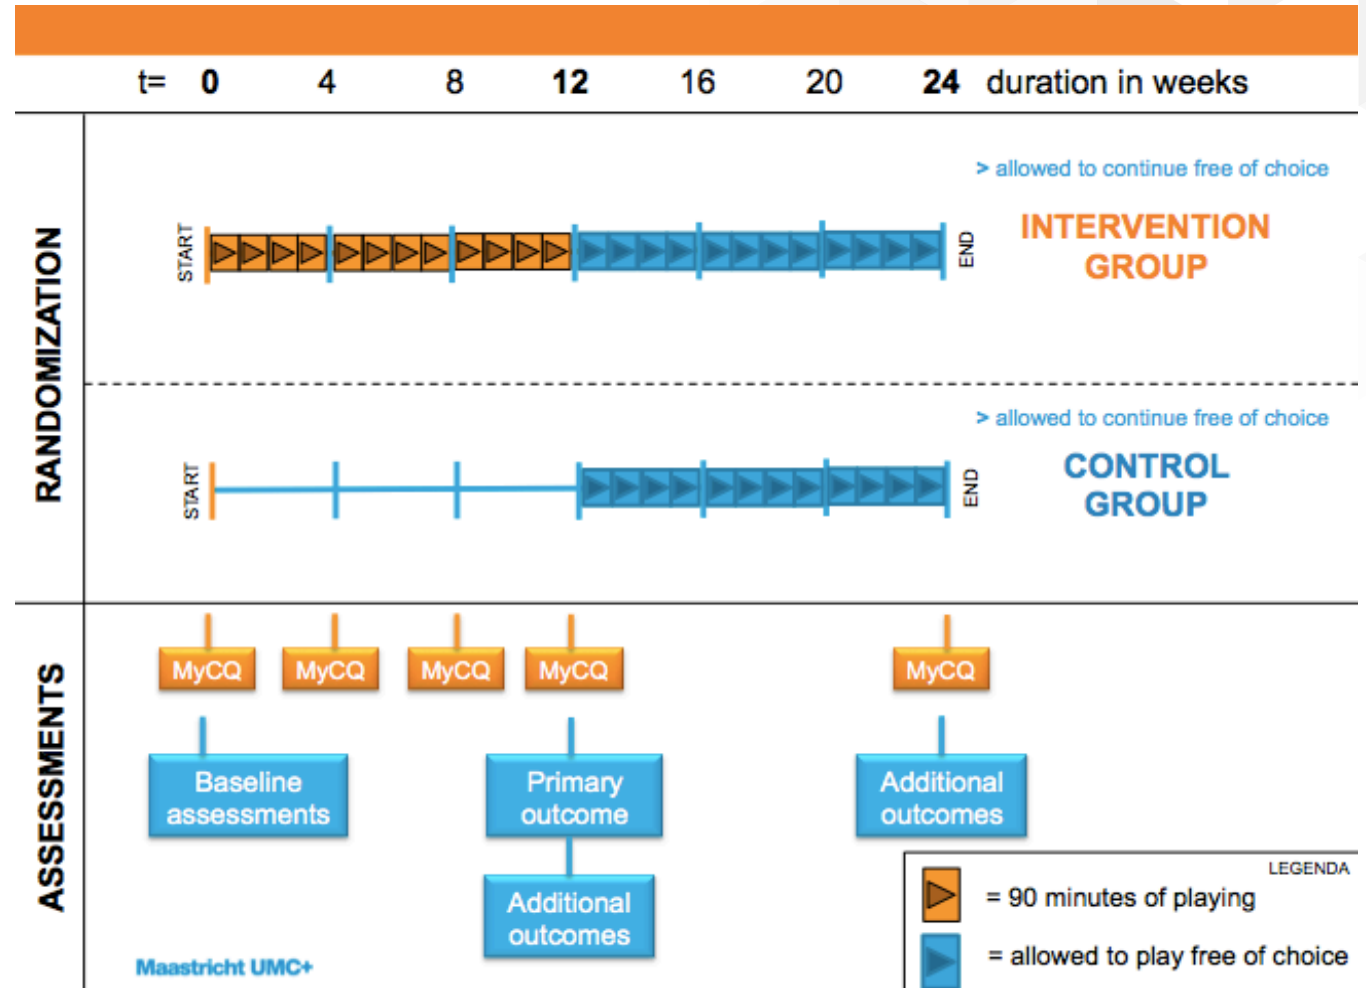 t= 0 4 8 12 16 20 24 duration in weeks
RANDOMIZATION
> allowed to continue free of choice
START
END
INTERVENTION
GROUP
> allowed to continue free of choice
START
END
CONTROL
GROUP
ASSESSMENTS
MyCQ MyCQ MyCQ MyCQ MyCQ
Baseline
assessments
Primary
outcome
Additional
outcomes
Additional
outcomes
LEGENDA
= 90 minutes of playing
= allowed to play free of choice
Maastricht UMC+